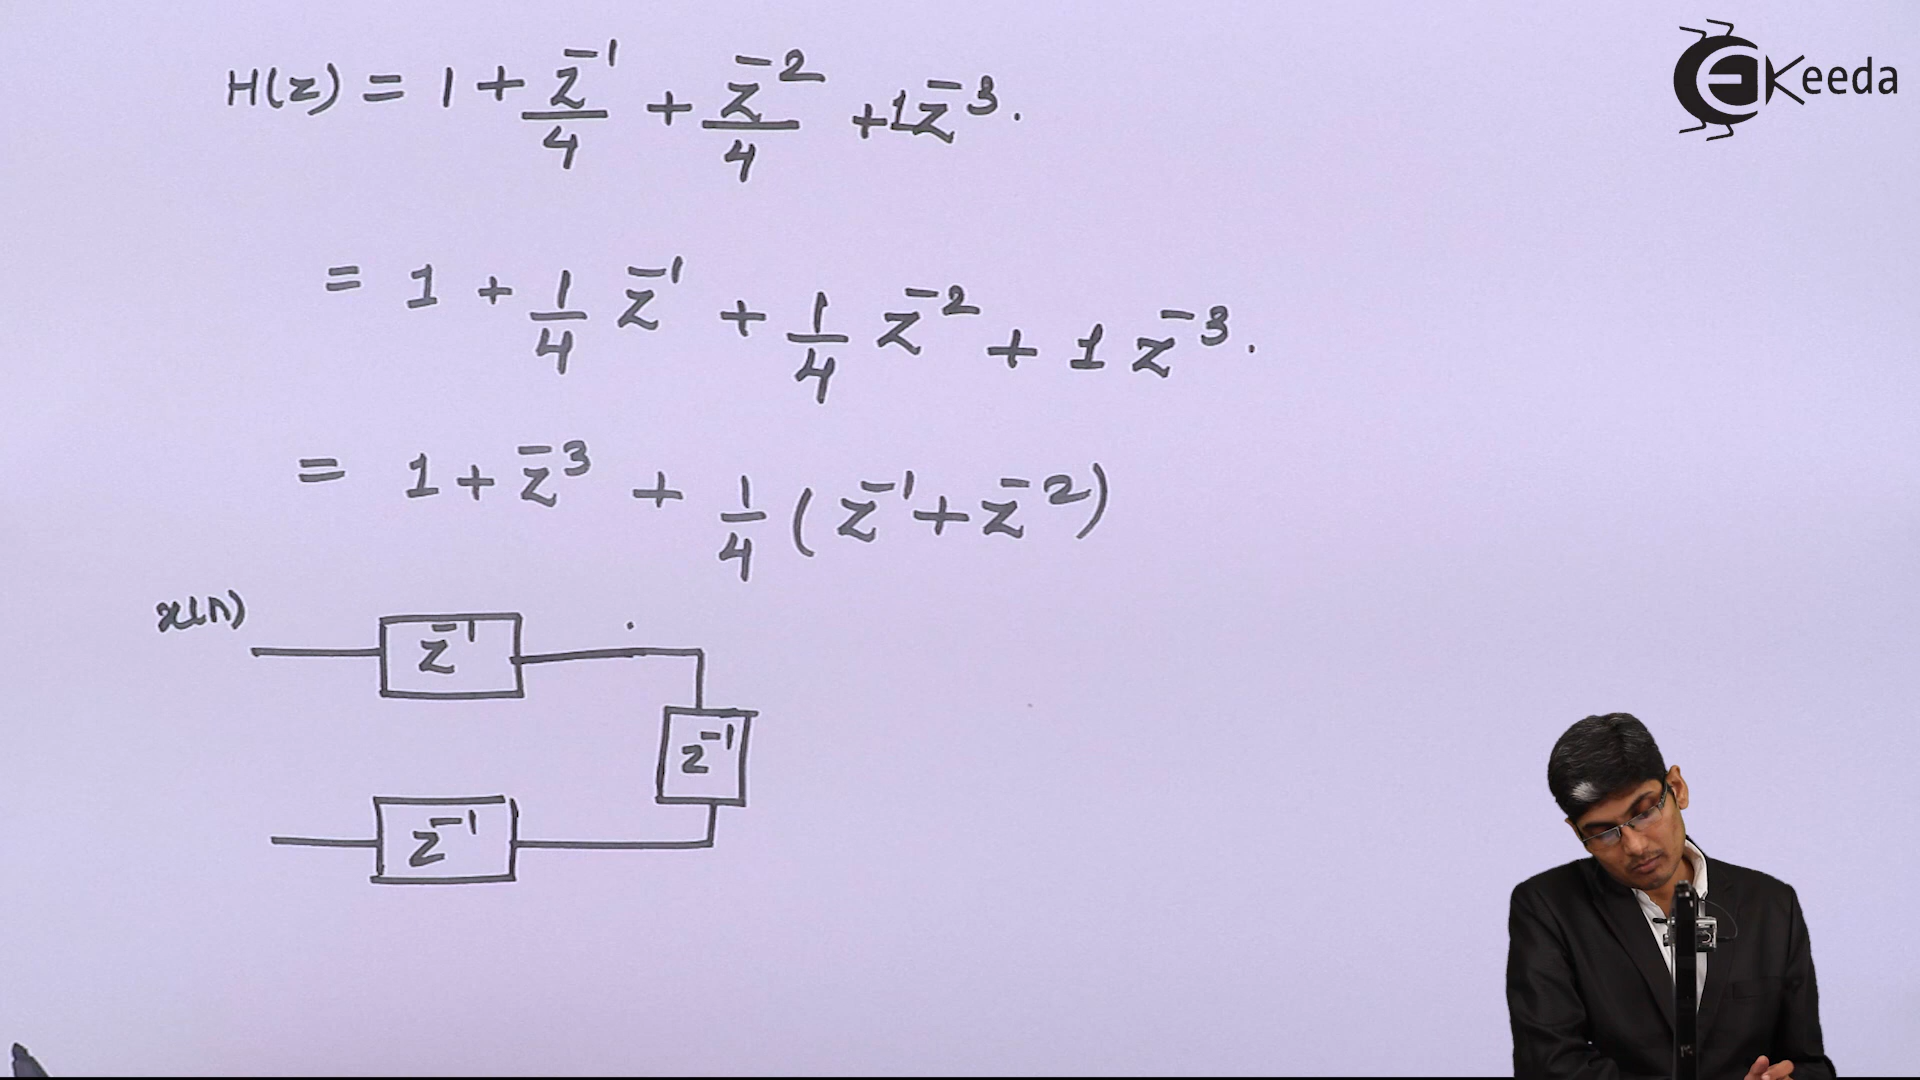 EKeeda
H(z) = 1 + z⁻¹/4 + z⁻²/4 + 1z⁻³.
= 1 + 1/4 z⁻¹ + 1/4 z⁻² + 1 z⁻³.
= 1 + z⁻³ + 1/4 (z⁻¹ + z⁻²)
x(n)
z⁻¹
z⁻¹
z⁻¹